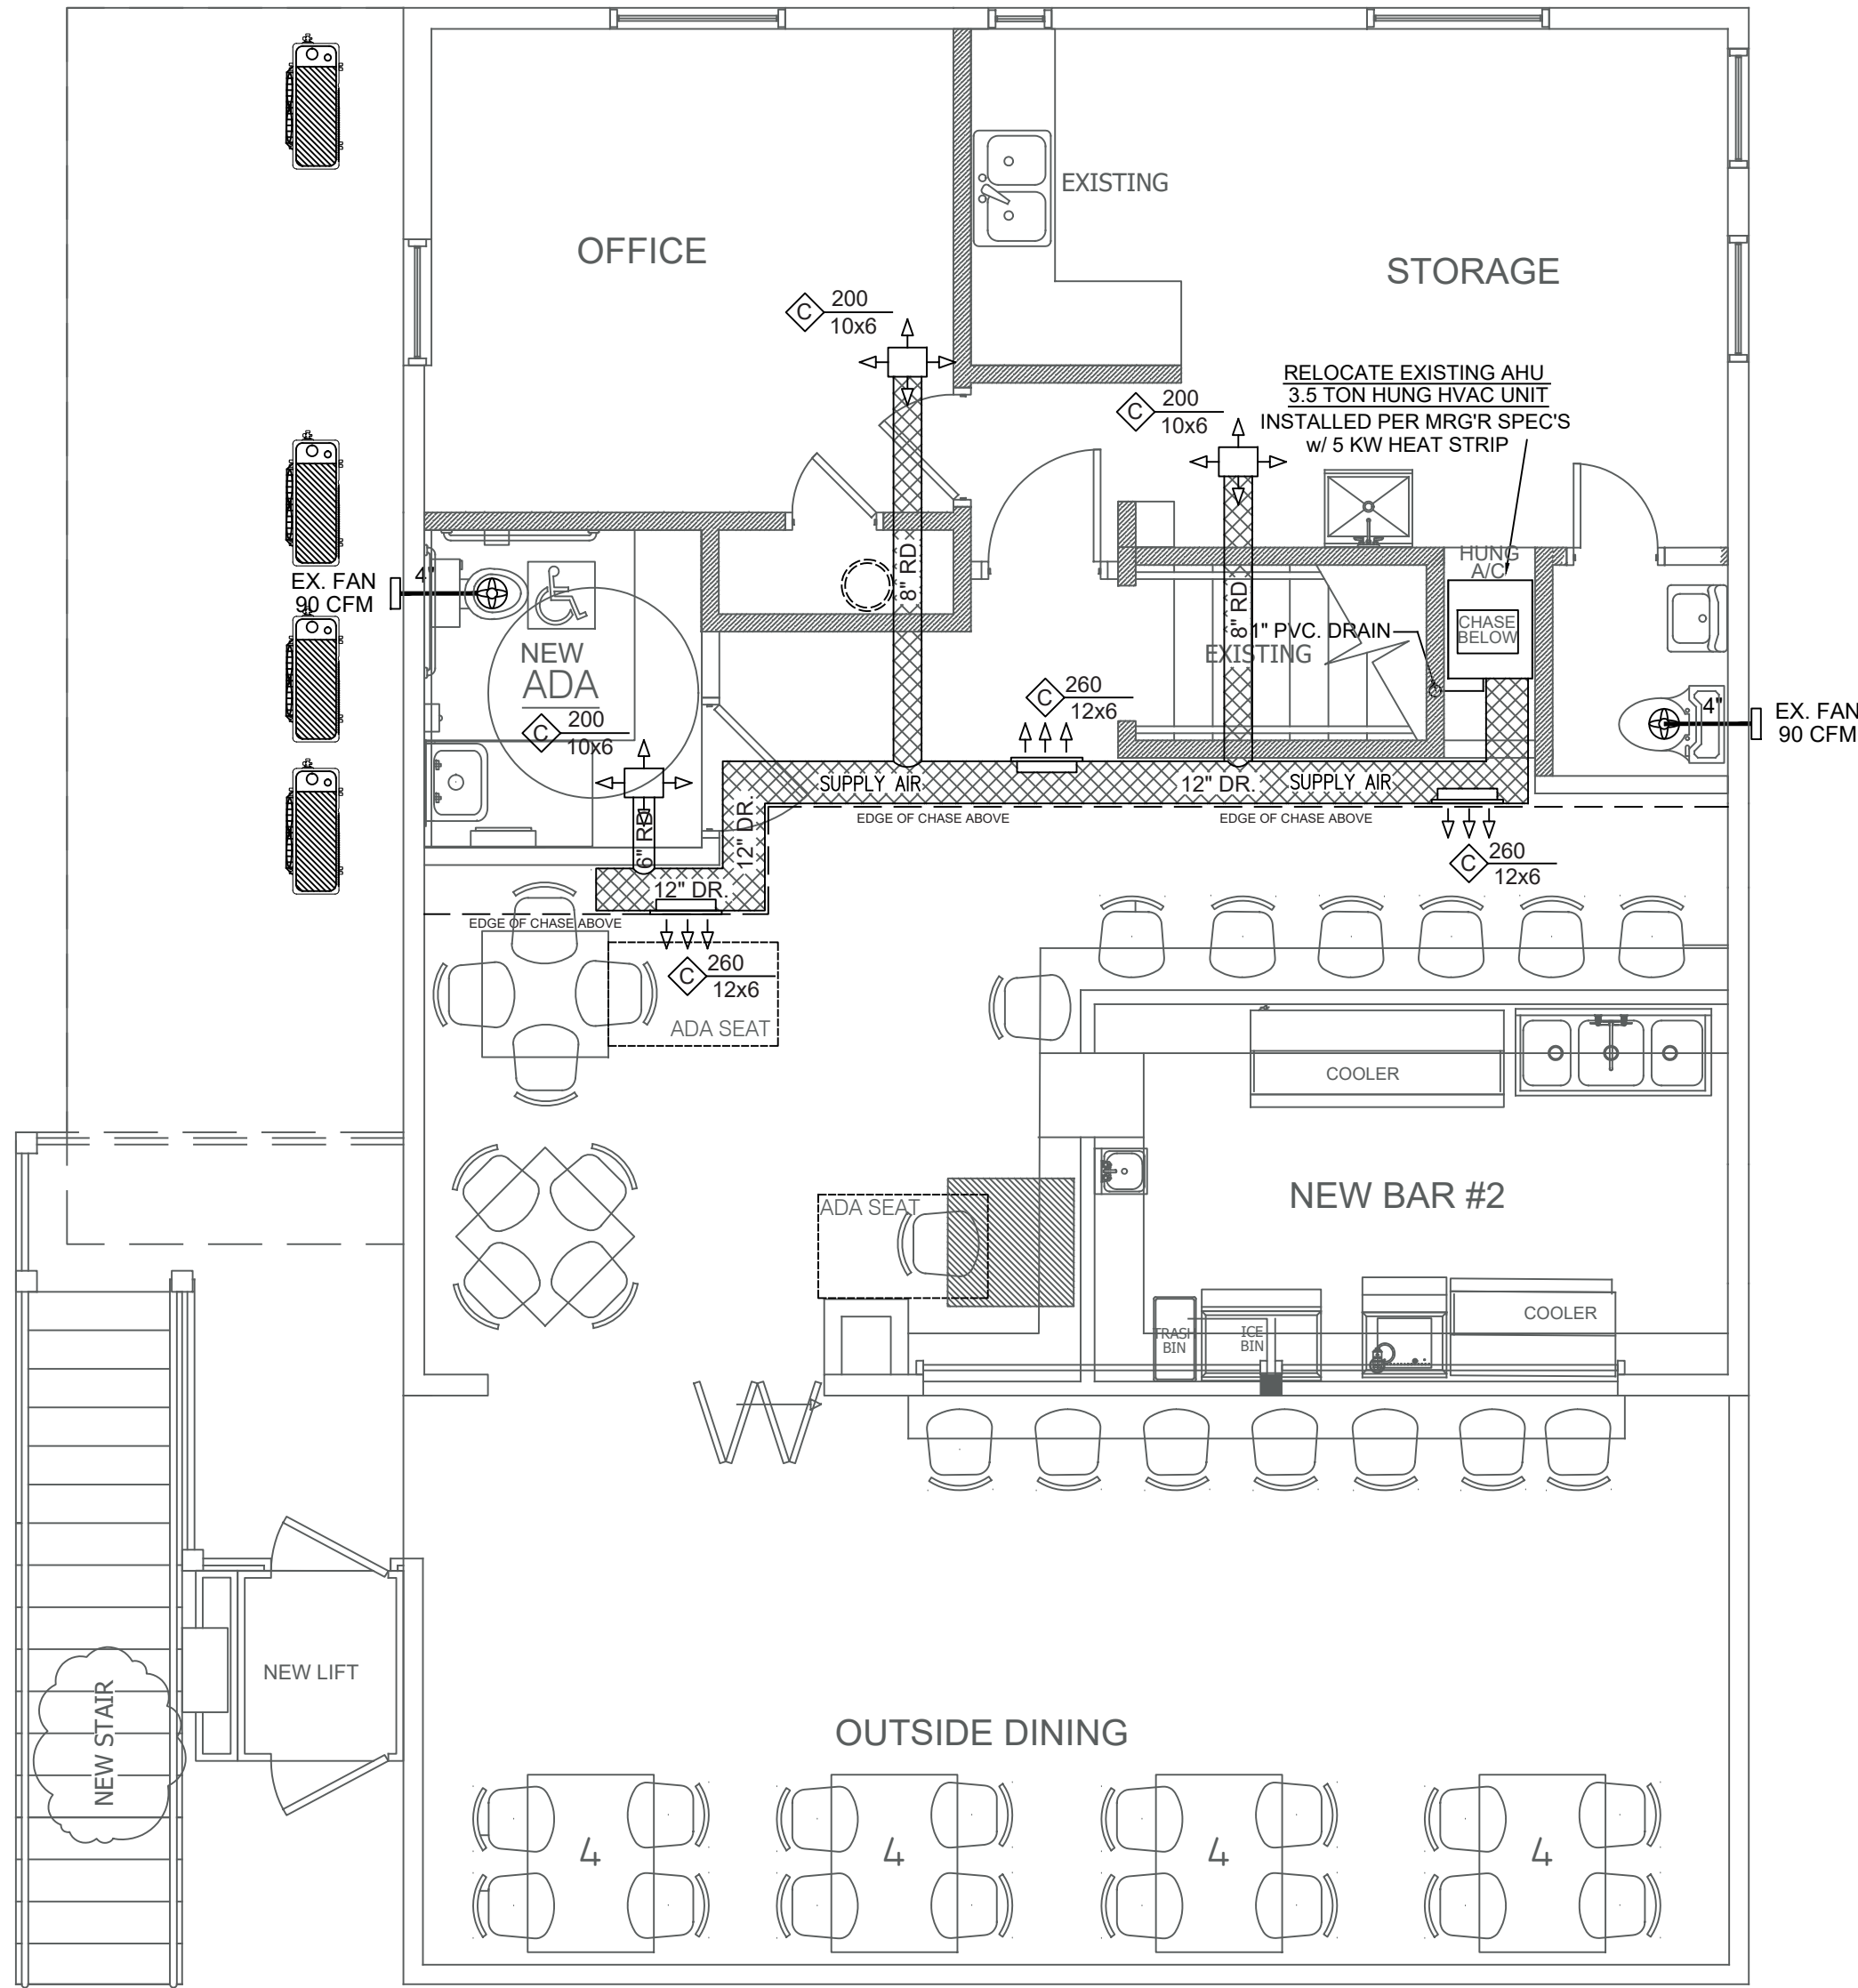 OFFICE
EXISTING
STORAGE
C 200
10x6
RELOCATE EXISTING AHU
3.5 TON HUNG HVAC UNIT
INSTALLED PER MRG'R SPEC'S
w/ 5 KW HEAT STRIP
C 200
10x6
HUNG
A/C
CHASE
BELOW
EX. FAN
90 CFM
4"
8" RD
8" RD
1" PVC. DRAIN
EXISTING
NEW
ADA
C 200
10x6
C 260
12x6
4"
EX. FAN
90 CFM
SUPPLY AIR
12" DR.
SUPPLY AIR
EDGE OF CHASE ABOVE
EDGE OF CHASE ABOVE
6" RD
12" DR.
12" DR.
C 260
12x6
EDGE OF CHASE ABOVE
C 260
12x6
ADA SEAT
COOLER
ADA SEAT
NEW BAR #2
TRASH
BIN
ICE
BIN
COOLER
NEW LIFT
NEW STAIR
OUTSIDE DINING
4
4
4
4